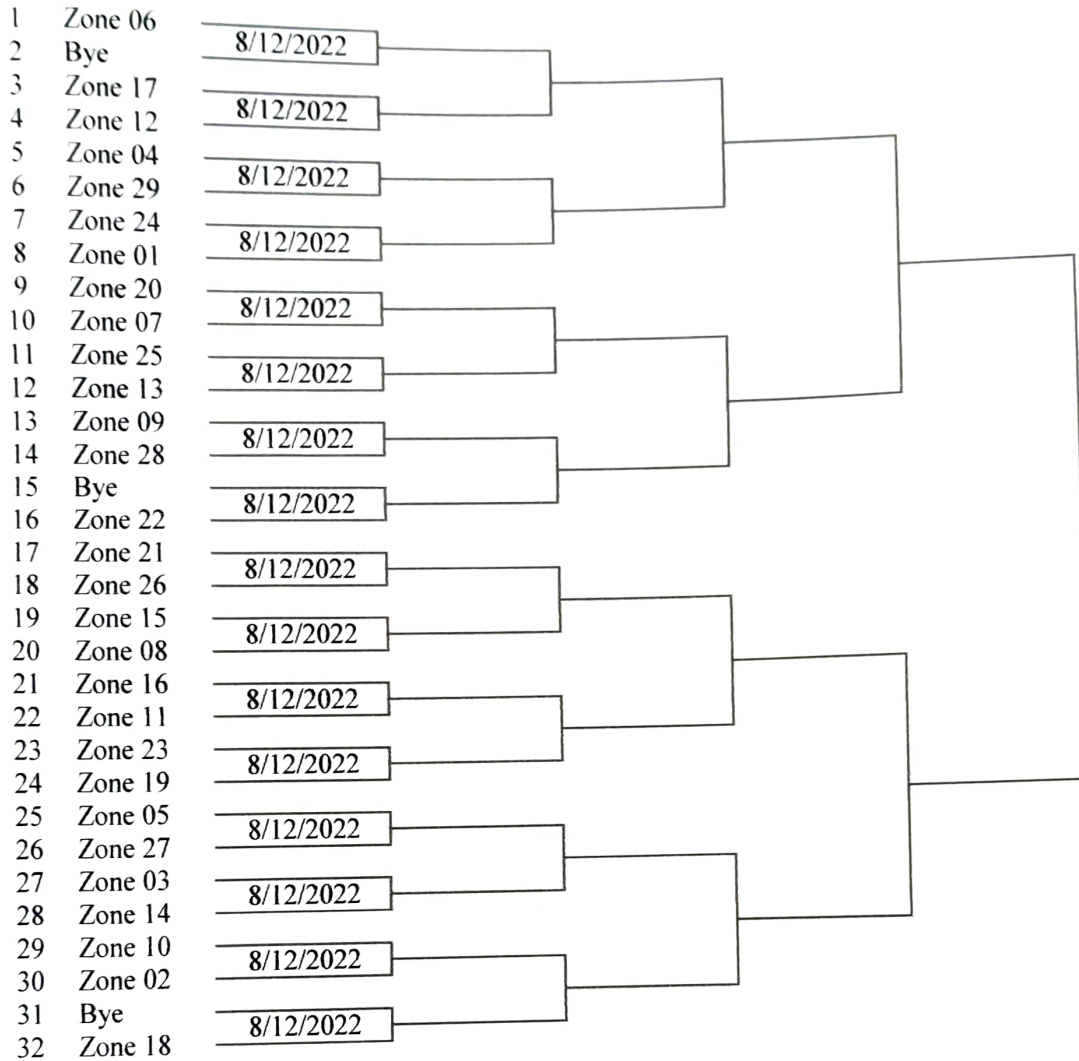 1 Zone 06
8/12/2022
2 Bye
3 Zone 17
8/12/2022
4 Zone 12
5 Zone 04
8/12/2022
6 Zone 29
7 Zone 24
8/12/2022
8 Zone 01
9 Zone 20
8/12/2022
10 Zone 07
11 Zone 25
8/12/2022
12 Zone 13
13 Zone 09
8/12/2022
14 Zone 28
15 Bye
8/12/2022
16 Zone 22
17 Zone 21
8/12/2022
18 Zone 26
19 Zone 15
8/12/2022
20 Zone 08
21 Zone 16
8/12/2022
22 Zone 11
23 Zone 23
8/12/2022
24 Zone 19
25 Zone 05
8/12/2022
26 Zone 27
27 Zone 03
8/12/2022
28 Zone 14
29 Zone 10
8/12/2022
30 Zone 02
31 Bye
8/12/2022
32 Zone 18